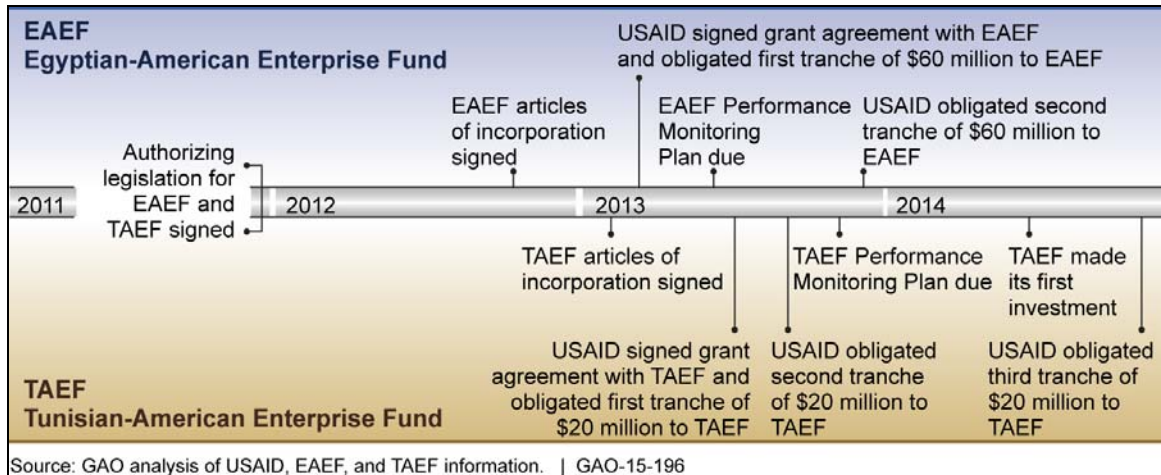 EAEF
Egyptian-American Enterprise Fund
USAID signed grant agreement with EAEF
and obligated first tranche of $60 million to EAEF
EAEF articles
of incorporation
signed
EAEF Performance
Monitoring
Plan due
USAID obligated second
tranche of $60 million to
EAEF
Authorizing
legislation for
EAEF and
TAEF signed
2011
2012
2013
2014
TAEF articles of
incorporation signed
TAEF Performance
Monitoring Plan due
TAEF made
its first
investment
USAID signed grant
agreement with TAEF and
obligated first tranche of
$20 million to TAEF
USAID obligated
second tranche
of $20 million to
TAEF
USAID obligated
third tranche of
$20 million to
TAEF
TAEF
Tunisian-American Enterprise Fund
Source: GAO analysis of USAID, EAEF, and TAEF information. | GAO-15-196